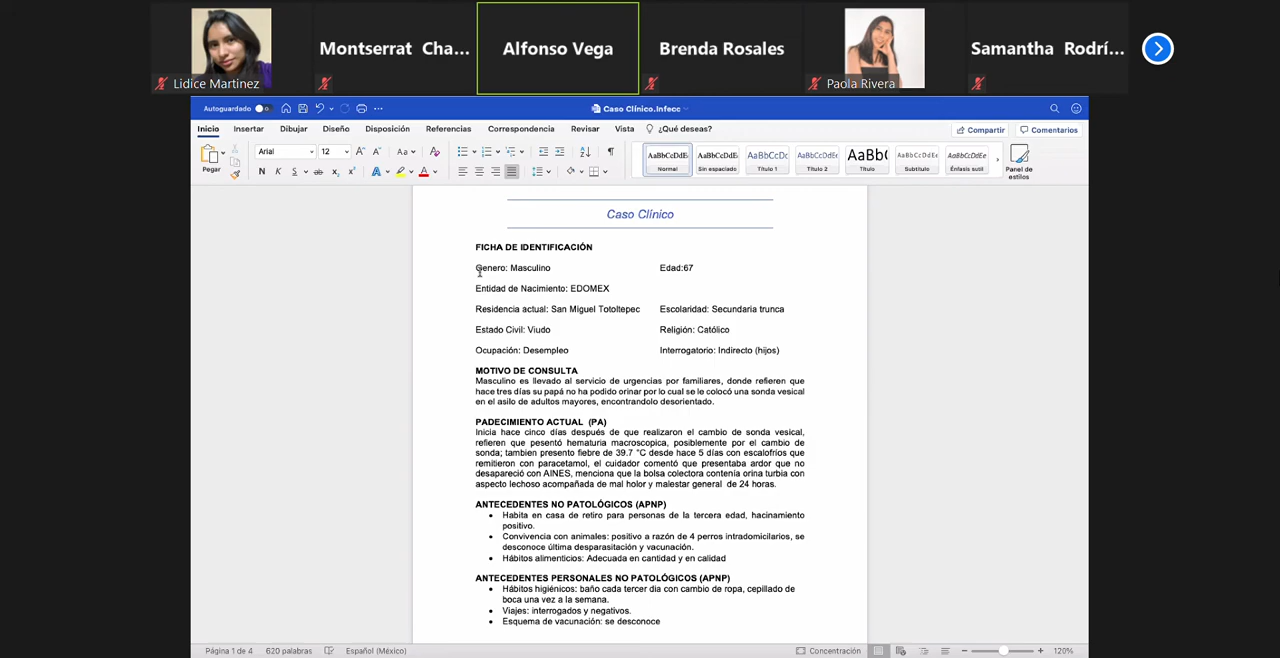 Lidice Martinez
Montserrat Cha...
Alfonso Vega
Brenda Rosales
Paola Rivera
Samantha Rodrí...
Autoguardado
Caso Clínico.Infecc
Inicio Insertar Dibujar Diseño Disposición Referencias Correspondencia Revisar Vista ¿Qué deseas? Compartir Comentarios
Pegar
Arial 12
Aa
N K S ab x₂ x² A A
AaBbCcDdEe Normal
AaBbCcDdEe Sin espaciado
AaBbCcDc Título 1
AaBbCcDdEe Título 2
AaBbC Título
AaBbCcDdEe Subtítulo
AaBbCcDdEe Énfasis sutil
Panel de estilos
Caso Clínico
FICHA DE IDENTIFICACIÓN
Genero: Masculino Edad:67
Entidad de Nacimiento: EDOMEX
Residencia actual: San Miguel Totoltepec Escolaridad: Secundaria trunca
Estado Civil: Viudo Religión: Católico
Ocupación: Desempleo Interrogatorio: Indirecto (hijos)
MOTIVO DE CONSULTA
Masculino es llevado al servicio de urgencias por familiares, donde refieren que
hace tres días su papá no ha podido orinar por lo cual se le colocó una sonda vesical
en el asilo de adultos mayores, encontrandolo desorientado.
PADECIMIENTO ACTUAL (PA)
Inicia hace cinco días después de que realizaron el cambio de sonda vesical,
refieren que pesentó hematuria macroscopica, posiblemente por el cambio de
sonda; tambien presento fiebre de 39.7 °C desde hace 5 días con escalofríos que
remitieron con paracetamol, el cuidador comentó que presentaba ardor que no
desapareció con AINES, menciona que la bolsa colectora contenía orina turbia con
aspecto lechoso acompañada de mal holor y malestar general de 24 horas.
ANTECEDENTES NO PATOLÓGICOS (APNP)
• Habita en casa de retiro para personas de la tercera edad, hacinamiento
positivo.
• Convivencia con animales: positivo a razón de 4 perros intradomicilarios, se
desconoce última desparasitación y vacunación.
• Hábitos alimenticios: Adecuada en cantidad y en calidad
ANTECEDENTES PERSONALES NO PATOLÓGICOS (APNP)
• Hábitos higiénicos: baño cada tercer dia con cambio de ropa, cepillado de
boca una vez a la semana.
• Viajes: interrogados y negativos.
• Esquema de vacunación: se desconoce
Página 1 de 4 620 palabras Español (México) Concentración 120%